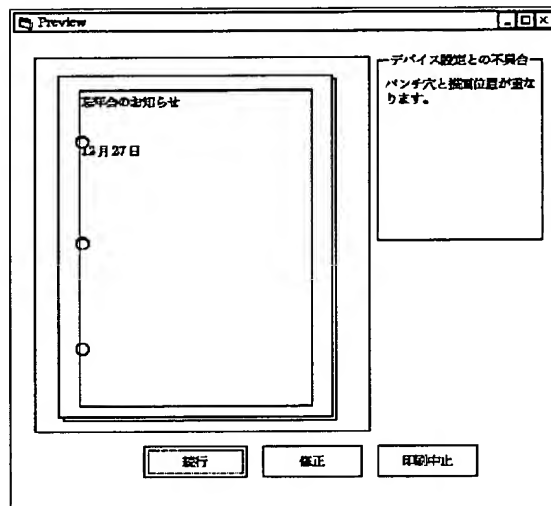 Preview
デバイス設定との不具合
忘年会のお知らせ
パンチ穴と描画位置が重な
ります。
12月27日
続行
修正
印刷中止